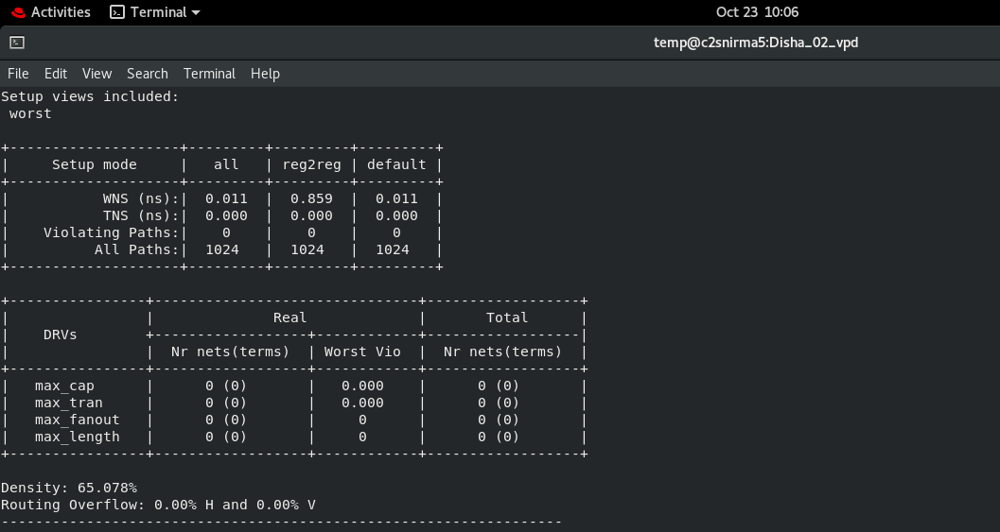 Activities Terminal Oct 23 10:06
temp@c2snirma5:Disha_02_vpd
File Edit View Search Terminal Help
Setup views included:
 worst

+--------------------+---------+---------+---------+
|     Setup mode     |   all   | reg2reg | default |
+--------------------+---------+---------+---------+
|           WNS (ns):|  0.011  |  0.859  |  0.011  |
|           TNS (ns):|  0.000  |  0.000  |  0.000  |
|    Violating Paths:|    0    |    0    |    0    |
|          All Paths:|  1024   |  1024   |  1024   |
+--------------------+---------+---------+---------+

+----------------+-------------------------------+------------------+
|                |              Real             |       Total      |
|    DRVs        +------------------+------------+------------------|
|                |  Nr nets(terms)  | Worst Vio  |  Nr nets(terms)  |
+----------------+------------------+------------+------------------+
|   max_cap      |      0 (0)       |   0.000    |      0 (0)       |
|   max_tran     |      0 (0)       |   0.000    |      0 (0)       |
|   max_fanout   |      0 (0)       |     0      |      0 (0)       |
|   max_length   |      0 (0)       |     0      |      0 (0)       |
+----------------+------------------+------------+------------------+

Density: 65.078%
Routing Overflow: 0.00% H and 0.00% V
------------------------------------------------------------------